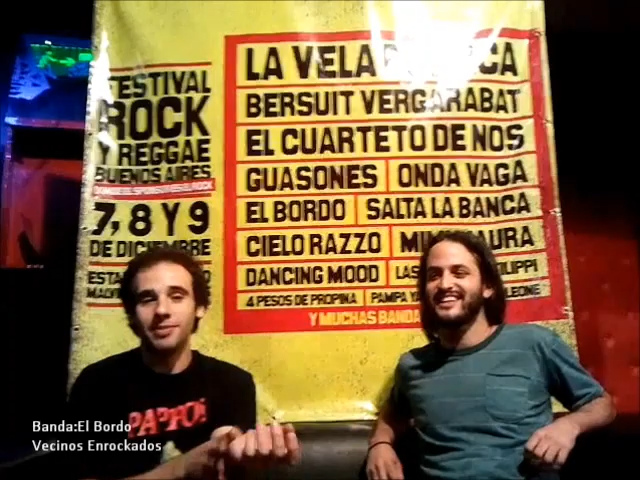 FESTIVAL
ROCK
Y REGGAE
BUENOS AIRES
7, 8 Y 9
DE DICIEMBRE
LA VELA
BERSUIT VERGARABAT
EL CUARTETO DE NOS
GUASONES ONDA VAGA
EL BORDO SALTA LA BANCA
CIELO RAZZO
DANCING MOOD LAS
4 PESOS DE PROPINA PAMPA
Y MUCHAS
Banda:El Bordo
Vecinos Enrockados